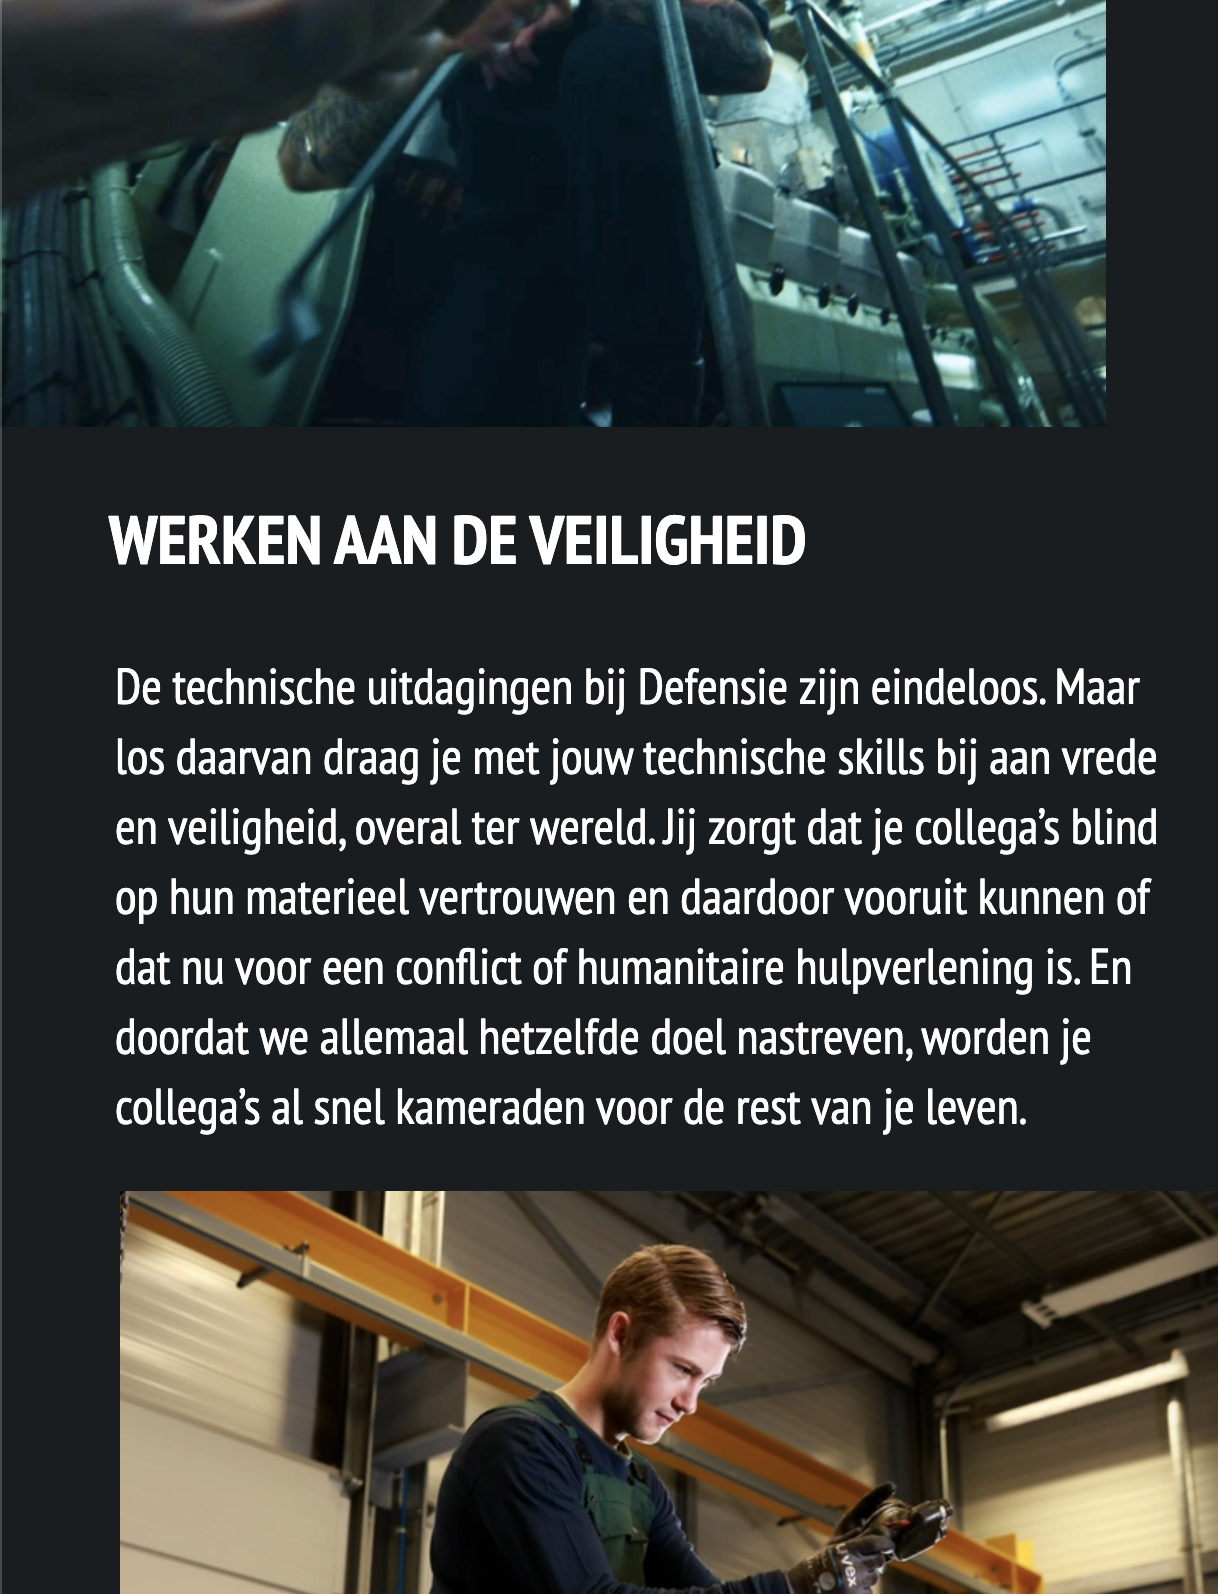 WERKEN AAN DE VEILIGHEID
De technische uitdagingen bij Defensie zijn eindeloos. Maar
los daarvan draag je met jouw technische skills bij aan vrede
en veiligheid, overal ter wereld. Jij zorgt dat je collega’s blind
op hun materieel vertrouwen en daardoor vooruit kunnen of
dat nu voor een conflict of humanitaire hulpverlening is. En
doordat we allemaal hetzelfde doel nastreven, worden je
collega’s al snel kameraden voor de rest van je leven.
uvex